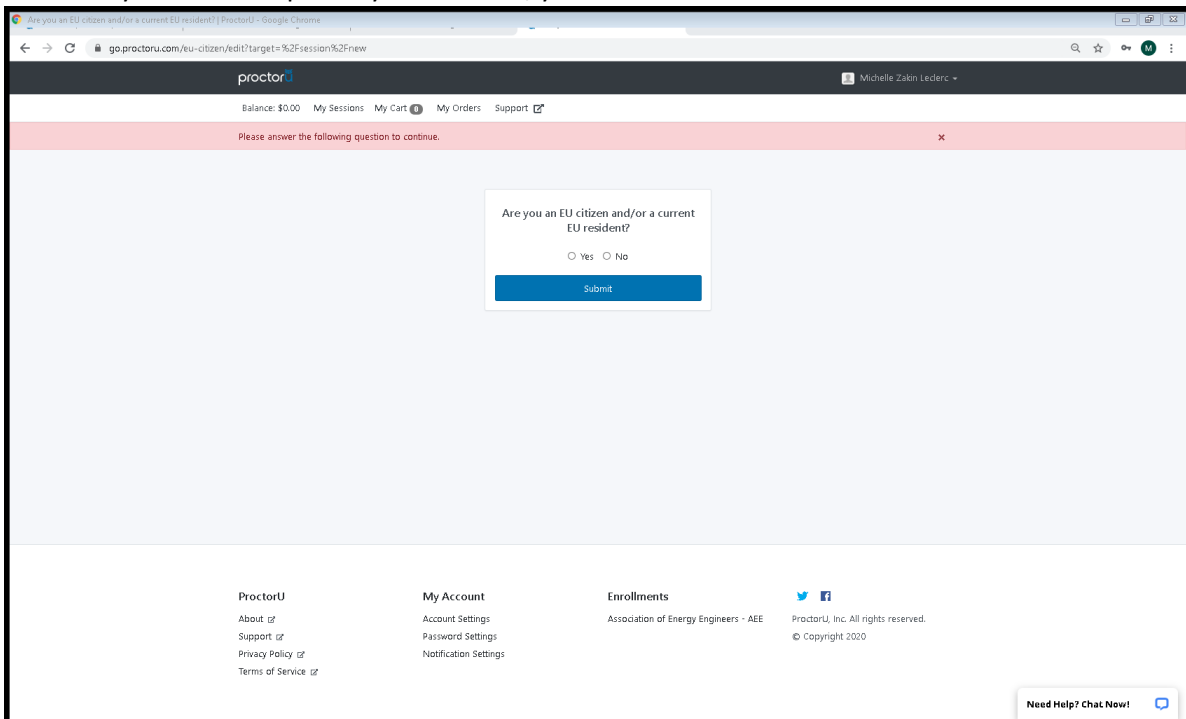 Are you an EU citizen and/or a current EU resident? | ProctorU - Google Chrome
go.proctoru.com/eu-citizen/edit?target=%2Fsession%2Fnew
M
proctorU
Michelle Zakin Leclerc
Balance: $0.00 My Sessions My Cart 0 My Orders Support
Please answer the following question to continue.
Are you an EU citizen and/or a current
EU resident?
Yes No
Submit
ProctorU My Account Enrollments
About Account Settings Association of Energy Engineers - AEE ProctorU, Inc. All rights reserved.
Support Password Settings © Copyright 2020
Privacy Policy Notification Settings
Terms of Service
Need Help? Chat Now!